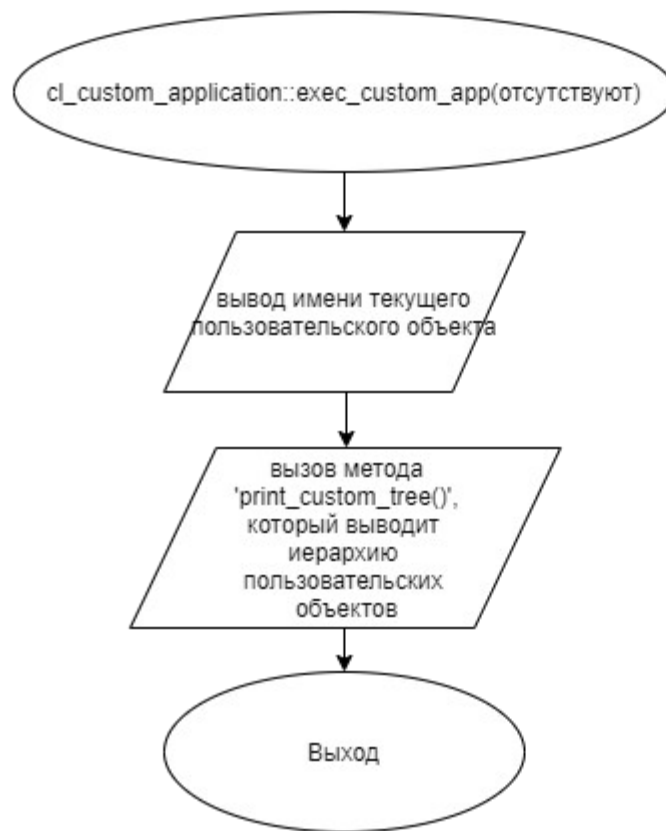 cl_custom_application::exec_custom_app(отсутствуют)
вывод имени текущего
пользовательского объекта
вызов метода
'print_custom_tree()',
который выводит
иерархию
пользовательских
объектов
Выход